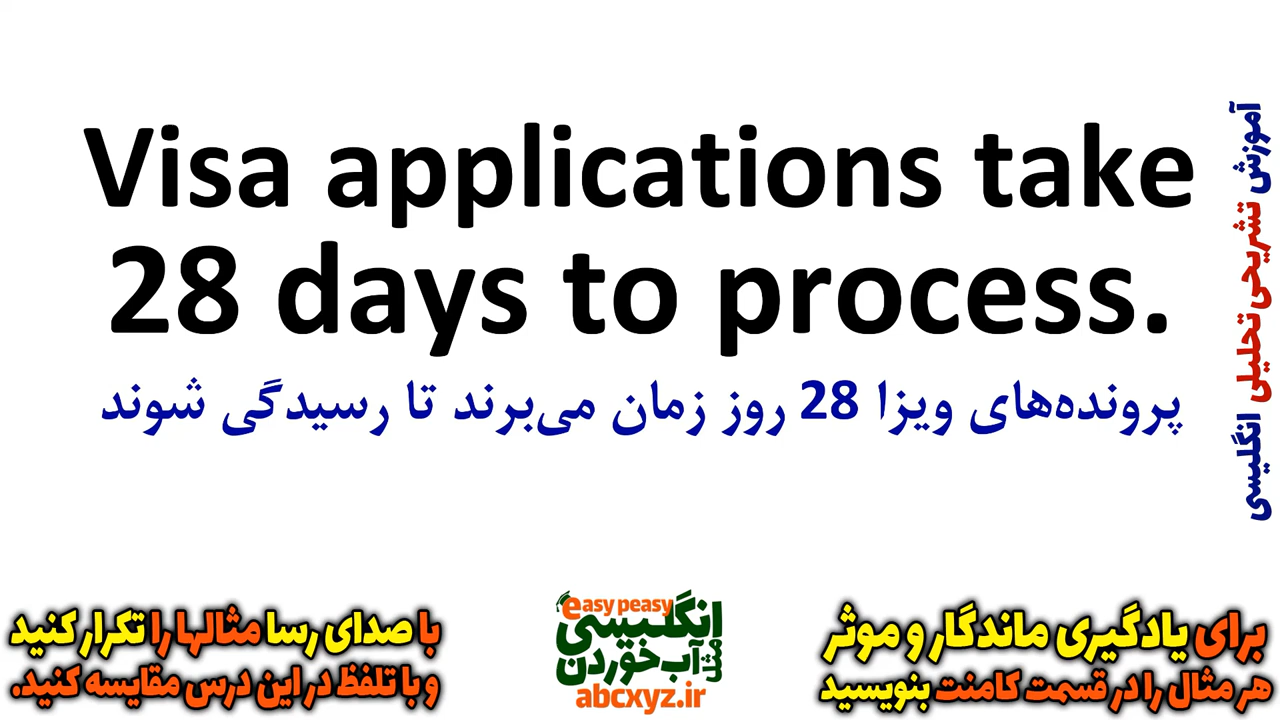 Visa applications take
28 days to process.
پرونده‌های ویزا 28 روز زمان می‌برند تا رسیدگی شوند
آموزش تشریحی تحلیلی انگلیسی
با صدای رسا مثالها را تکرار کنید
و با تلفظ در این درس مقایسه کنید.
easy peasy
انگلیسی
مثل آب خوردن
abcxyz.ir
برای یادگیری ماندگار و موثر
هر مثال را در قسمت کامنت بنویسید